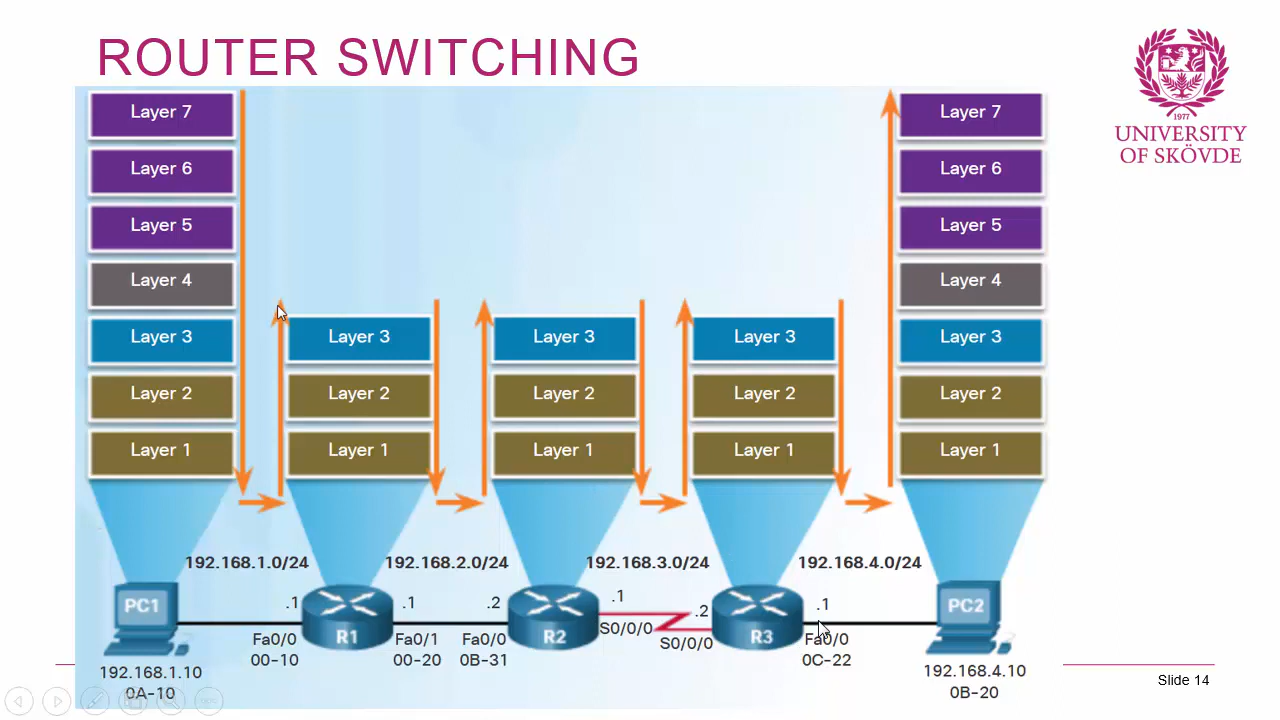 ROUTER SWITCHING
1977
UNIVERSITY
OF SKÖVDE
Layer 7
Layer 6
Layer 5
Layer 4
Layer 3
Layer 2
Layer 1
Layer 3
Layer 2
Layer 1
Layer 3
Layer 2
Layer 1
Layer 3
Layer 2
Layer 1
Layer 7
Layer 6
Layer 5
Layer 4
Layer 3
Layer 2
Layer 1
192.168.1.0/24
192.168.2.0/24
192.168.3.0/24
192.168.4.0/24
PC1
.1
R1
.1
.2
R2
.1
.2
R3
.1
PC2
192.168.1.10
0A-10
Fa0/0
00-10
Fa0/1
00-20
Fa0/0
0B-31
S0/0/0
S0/0/0
Fa0/0
0C-22
192.168.4.10
0B-20
Slide 14